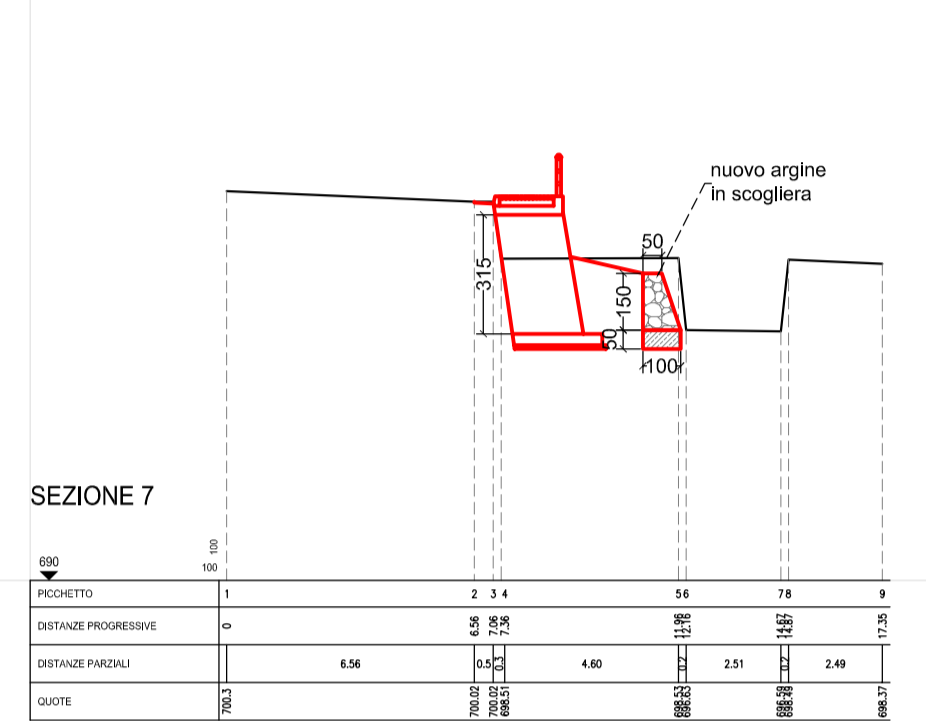 nuovo argine
in scogliera
50
315
150
50
100
SEZIONE 7
100
690
100
PICCHETTO 1 2 3 4 5 6 7 8 9
DISTANZE PROGRESSIVE 0 6.56 7.06 7.36 11.96 12.16 14.67 14.87 17.35
DISTANZE PARZIALI 6.56 0.5 0.3 4.60 0.2 2.51 0.2 2.49
QUOTE 700.3 700.02 700.02 698.51 698.53 696.63 696.59 698.49 698.37